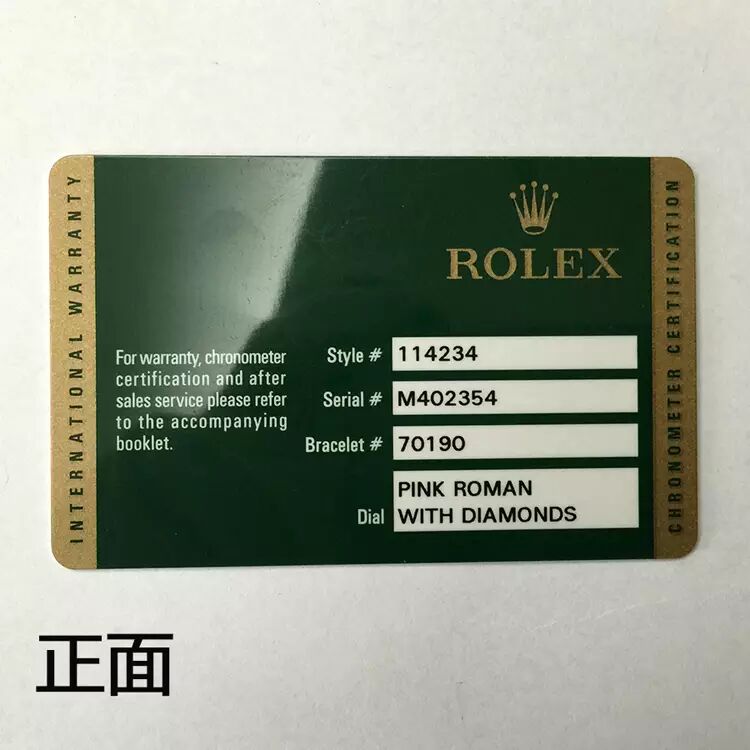 INTERNATIONAL WARRANTY
ROLEX
For warranty, chronometer
certification and after
sales service please refer
to the accompanying
booklet.
Style # 114234
Serial # M402354
Bracelet # 70190
Dial PINK ROMAN
WITH DIAMONDS
CHRONOMETER CERTIFICATION
正面